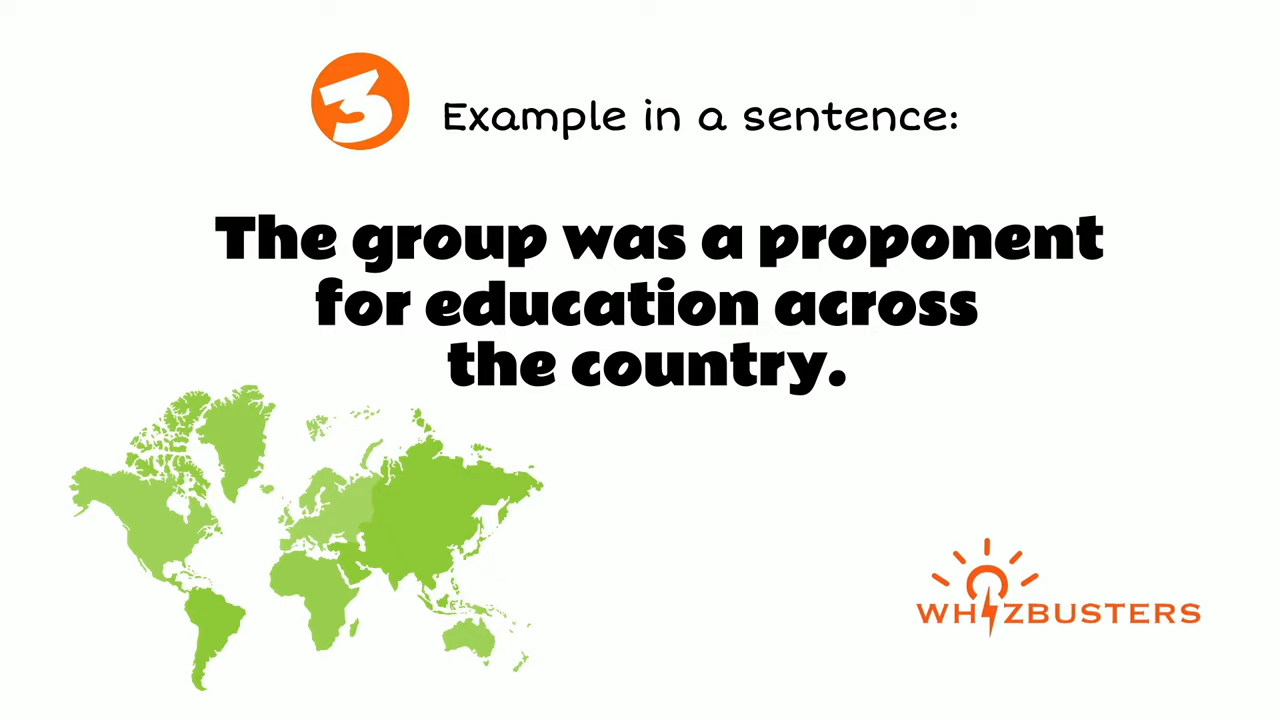 3 Example in a sentence:
The group was a proponent
for education across
the country.
WHIZBUSTERS